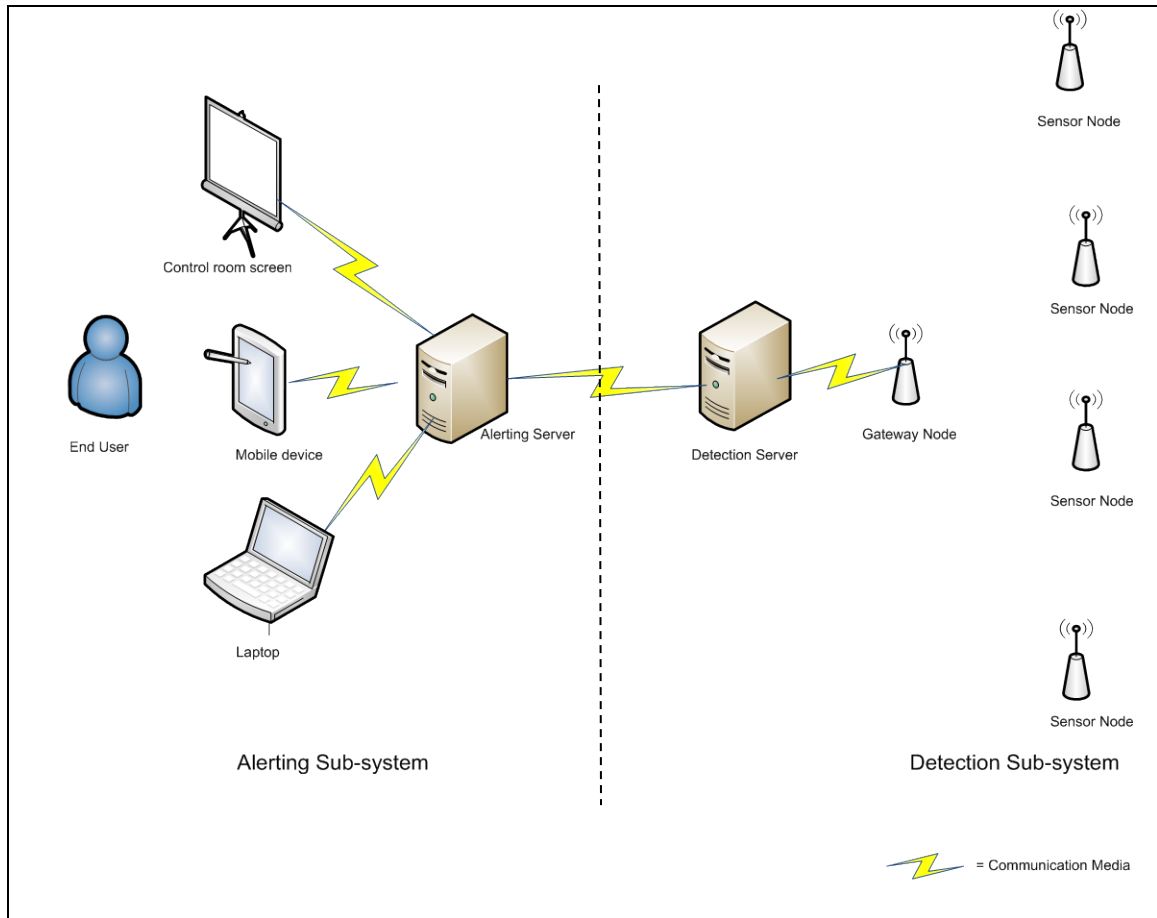 Sensor Node
Control room screen
Sensor Node
End User
Mobile device
Alerting Server
Detection Server
Gateway Node
Sensor Node
Laptop
Sensor Node
Alerting Sub-system
Detection Sub-system
= Communication Media